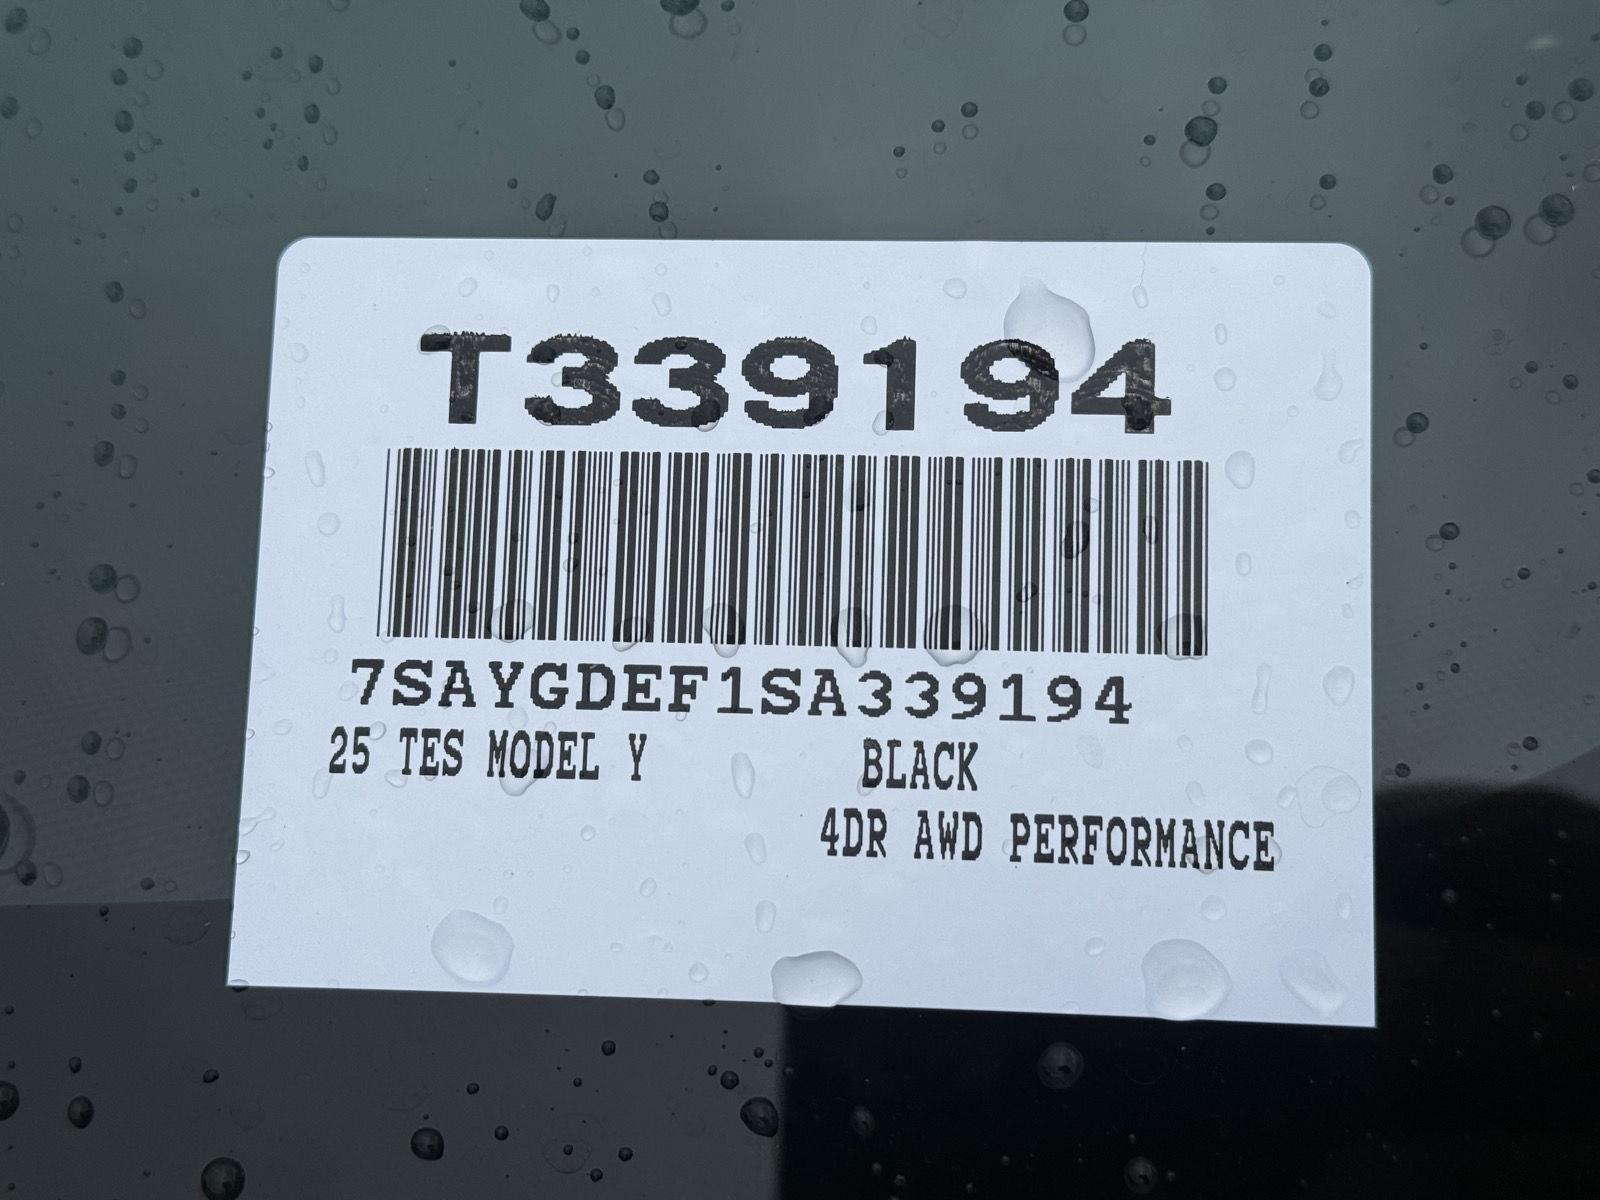 T339194
7SAYGDEF1SA339194
25 TES MODEL Y BLACK
4DR AWD PERFORMANCE